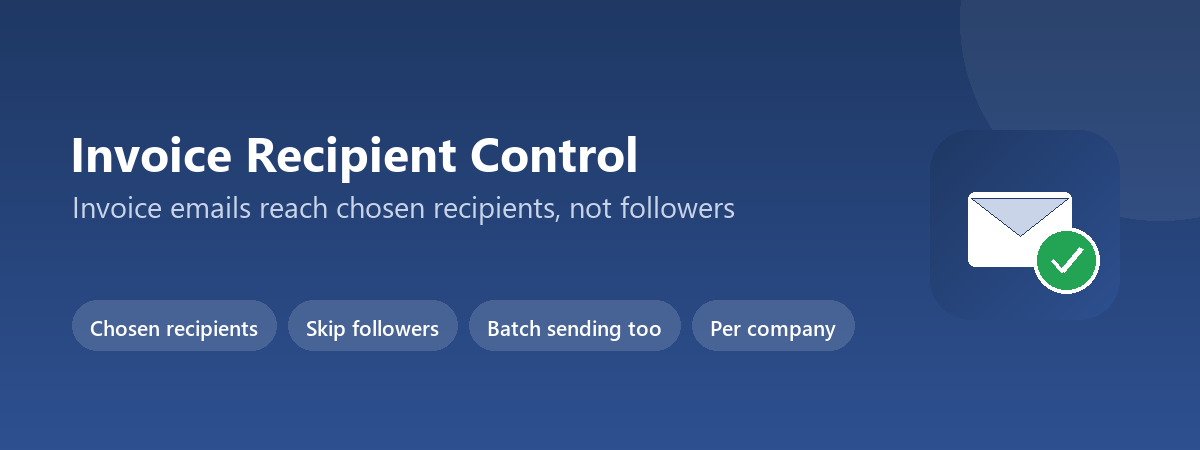 Invoice Recipient Control
Invoice emails reach chosen recipients, not followers
Chosen recipients
Skip followers
Batch sending too
Per company